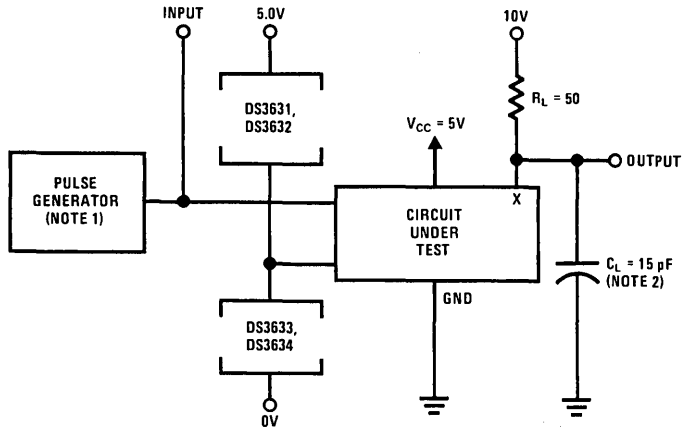 INPUT
5.0V
10V
DS3631,
DS3632
R_L = 50
V_CC = 5V
OUTPUT
PULSE
GENERATOR
(NOTE 1)
X
CIRCUIT
UNDER
TEST
C_L = 15 pF
(NOTE 2)
GND
DS3633,
DS3634
0V